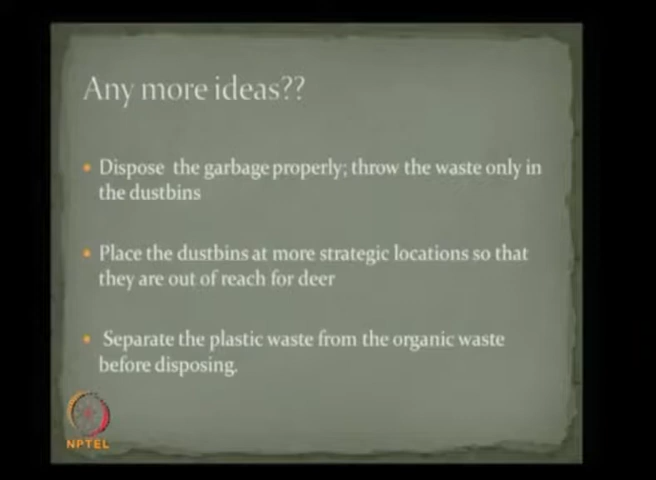 Any more ideas??
• Dispose the garbage properly; throw the waste only in
the dustbins
• Place the dustbins at more strategic locations so that
they are out of reach for deer
• Separate the plastic waste from the organic waste
before disposing.
NPTEL